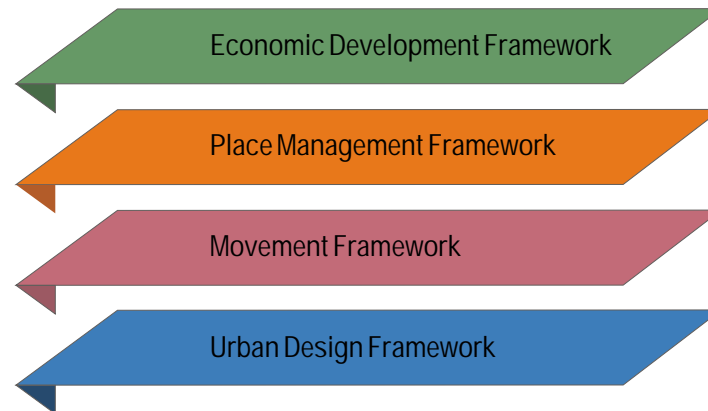 Economic Development Framework
Place Management Framework
Movement Framework
Urban Design Framework